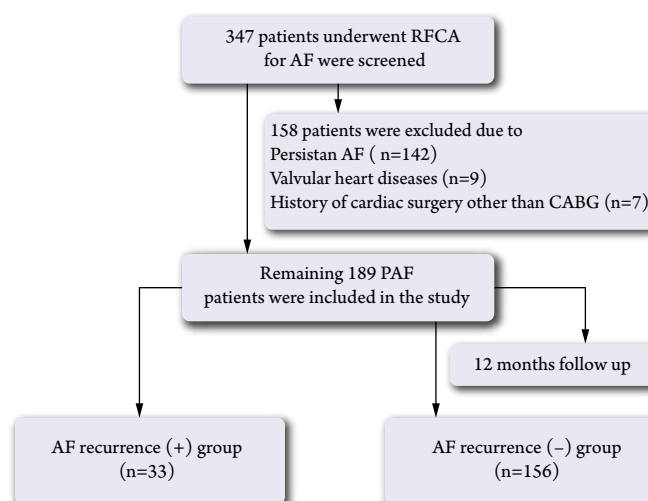 347 patients underwent RFCA
for AF were screened
158 patients were excluded due to
Persistan AF ( n=142)
Valvular heart diseases (n=9)
History of cardiac surgery other than CABG (n=7)
Remaining 189 PAF
patients were included in the study
12 months follow up
AF recurrence (+) group
(n=33)
AF recurrence (–) group
(n=156)